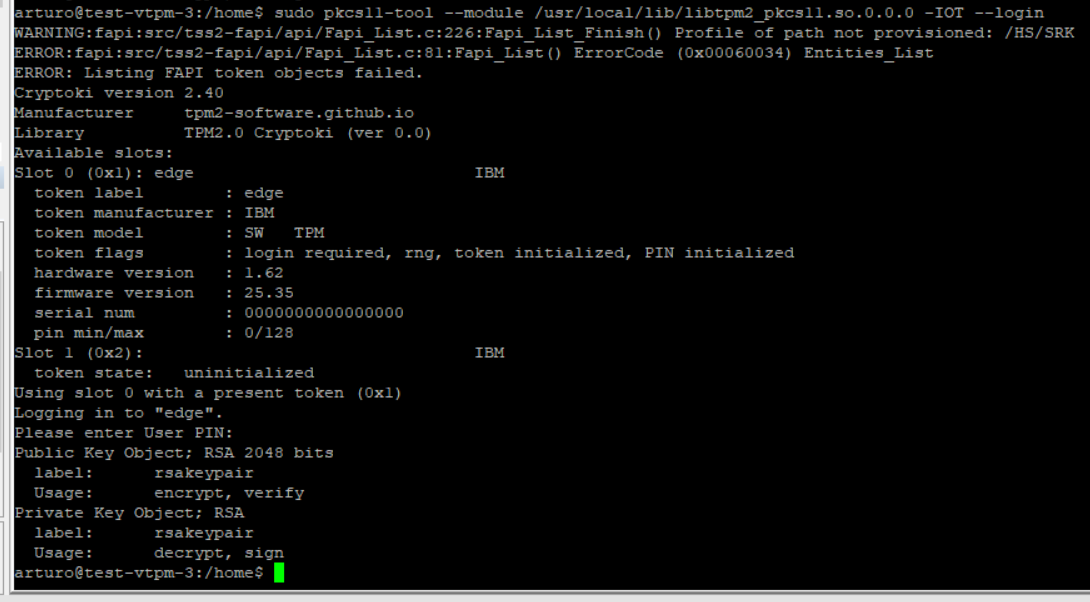 arturo@test-vtpm-3:/home$ sudo pkcs11-tool --module /usr/local/lib/libtpm2_pkcs11.so.0.0.0 -IOT --login
WARNING:fapi:src/tss2-fapi/api/Fapi_List.c:226:Fapi_List_Finish() Profile of path not provisioned: /HS/SRK
ERROR:fapi:src/tss2-fapi/api/Fapi_List.c:81:Fapi_List() ErrorCode (0x00060034) Entities_List
ERROR: Listing FAPI token objects failed.
Cryptoki version 2.40
Manufacturer     tpm2-software.github.io
Library          TPM2.0 Cryptoki (ver 0.0)
Available slots:
Slot 0 (0x1): edge                            IBM
  token label        : edge
  token manufacturer : IBM
  token model        : SW   TPM
  token flags        : login required, rng, token initialized, PIN initialized
  hardware version   : 1.62
  firmware version   : 25.35
  serial num         : 0000000000000000
  pin min/max        : 0/128
Slot 1 (0x2):                                 IBM
  token state:   uninitialized
Using slot 0 with a present token (0x1)
Logging in to "edge".
Please enter User PIN:
Public Key Object; RSA 2048 bits
  label:      rsakeypair
  Usage:      encrypt, verify
Private Key Object; RSA
  label:      rsakeypair
  Usage:      decrypt, sign
arturo@test-vtpm-3:/home$